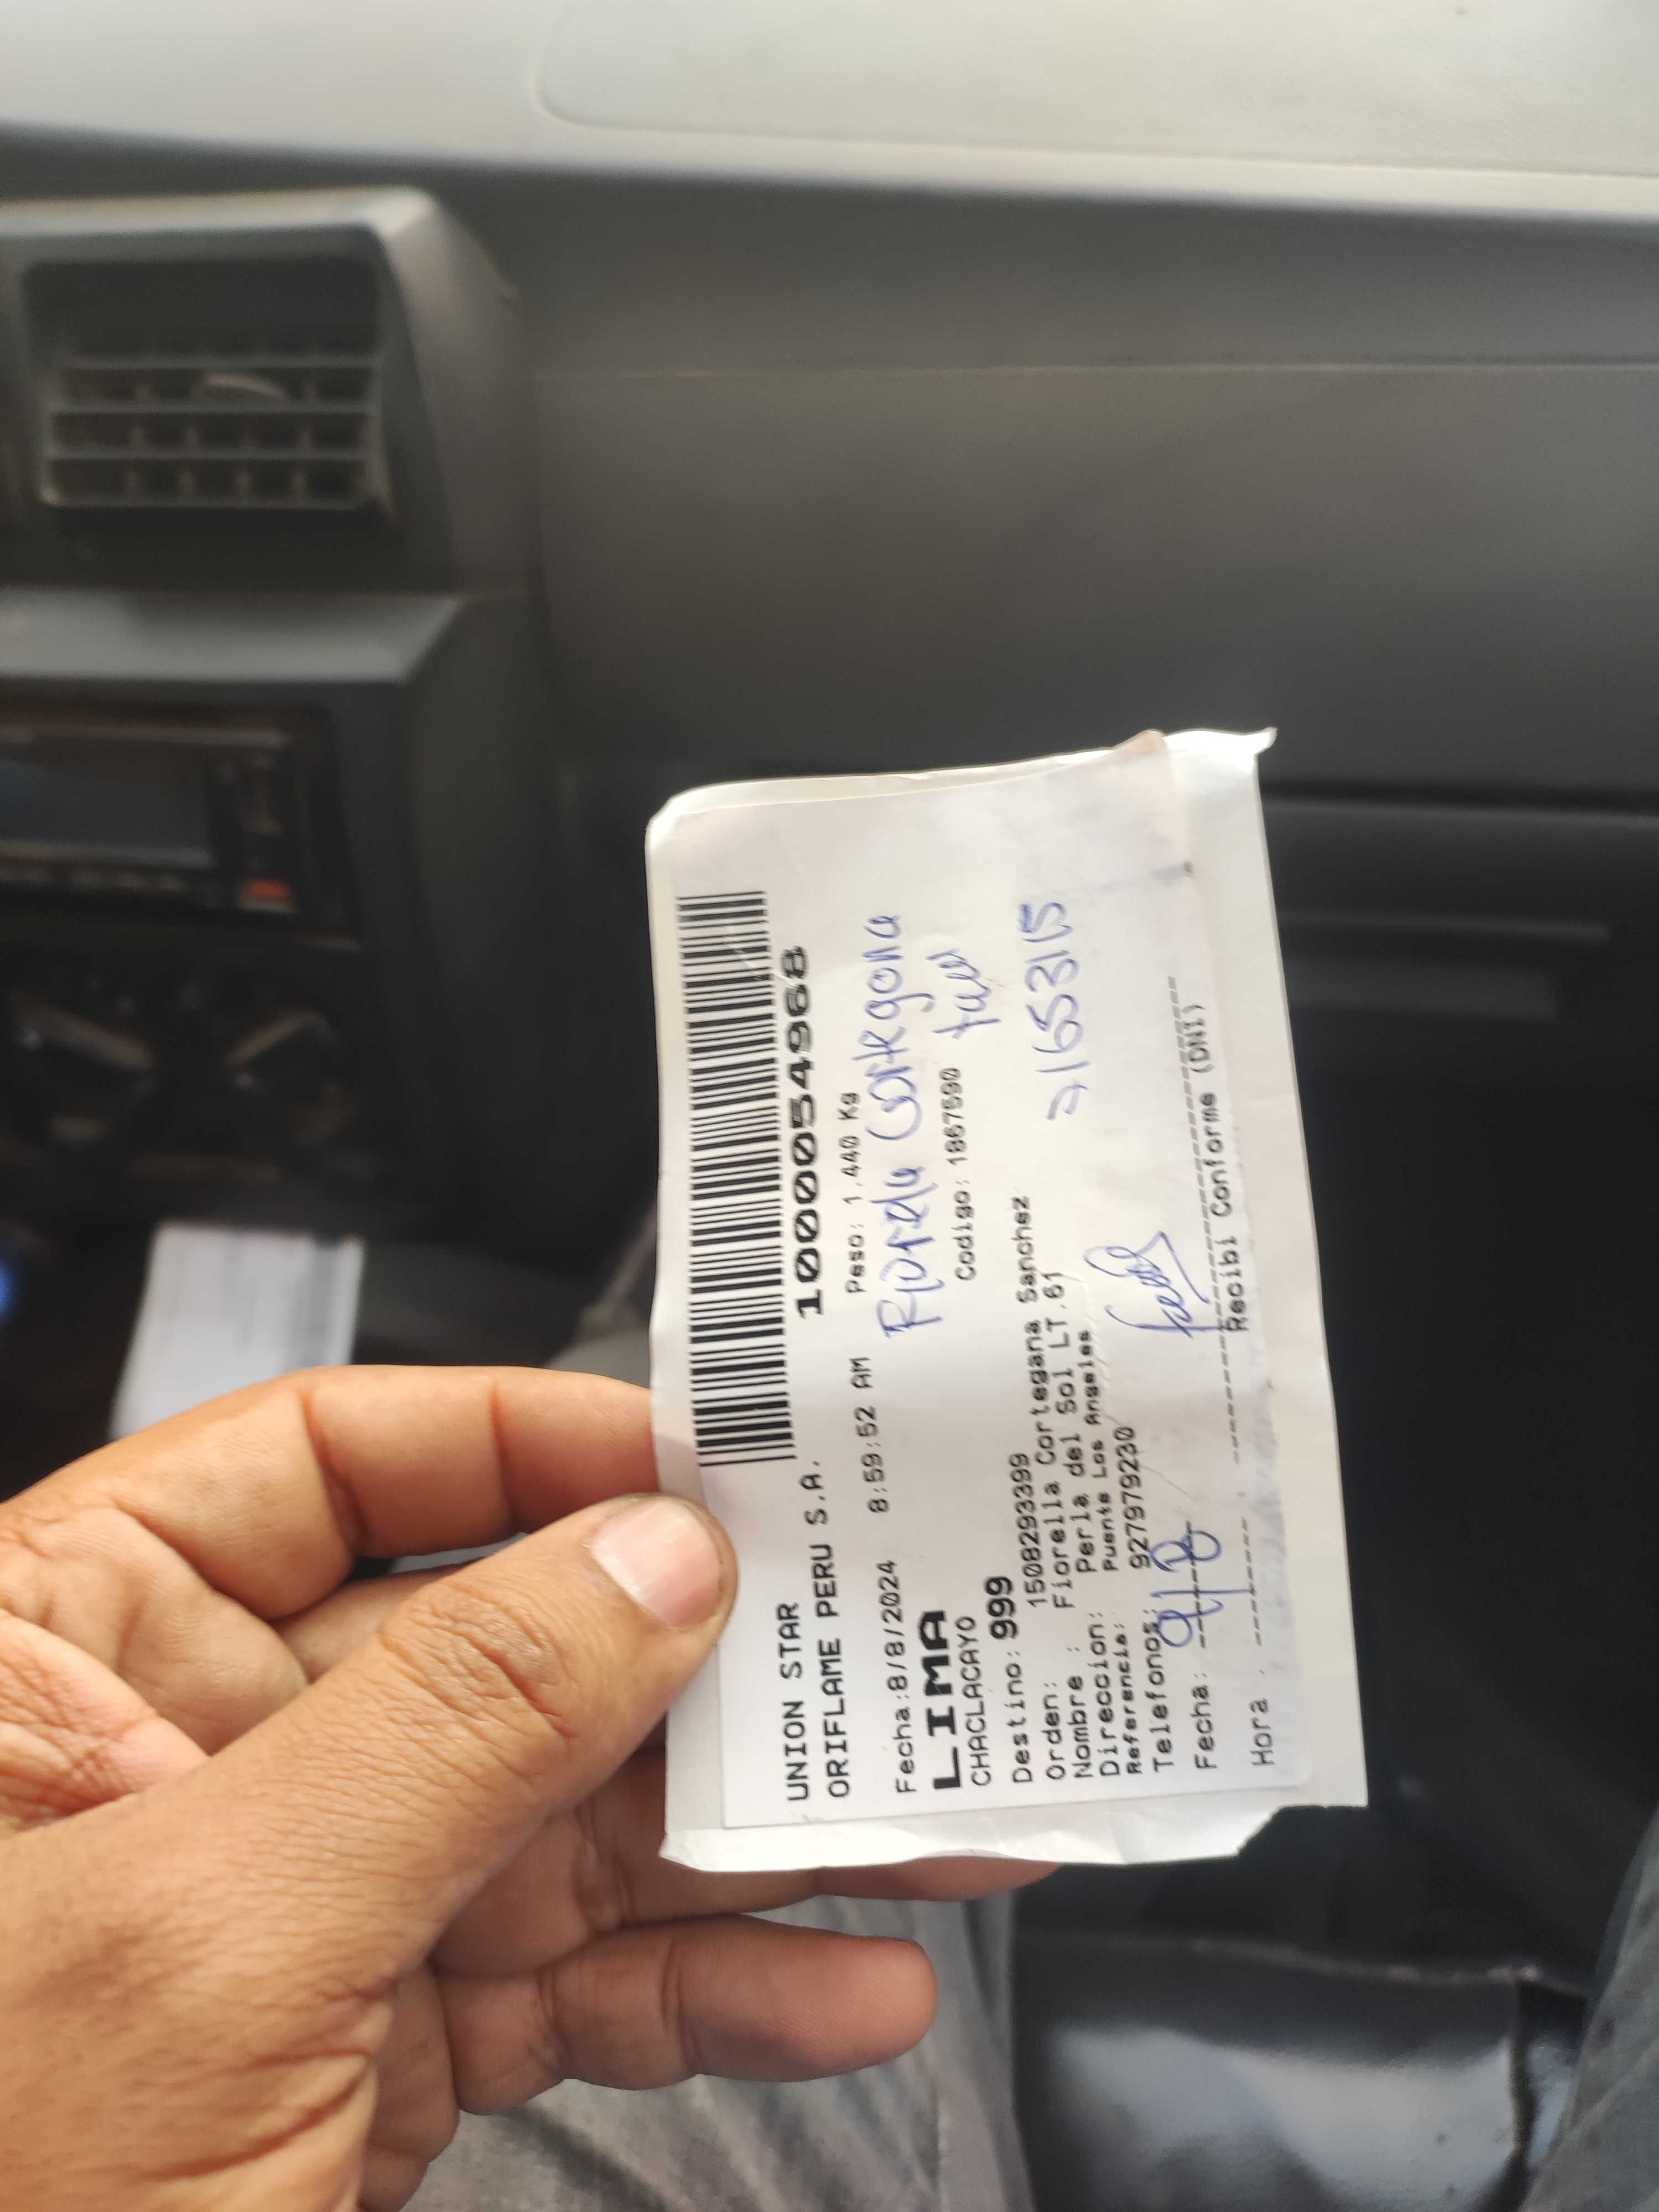 1000054968
UNION STAR
ORIFLAME PERU S.A.
Fecha:8/8/2024 8:59:52 AM Peso: 1,440 Kg
LIMA
CHACLACAYO
Codigo: 1867590
Destino: 999
Orden: 1508293399
Nombre : Fiorella Cortegana Sanchez
Direccion: Perla del Sol LT.61
Referencia: Puente Los Angeles
Telefonos: 927979230
71653115
Fecha: 9/8
Hora :
Recibi Conforme (DNI)